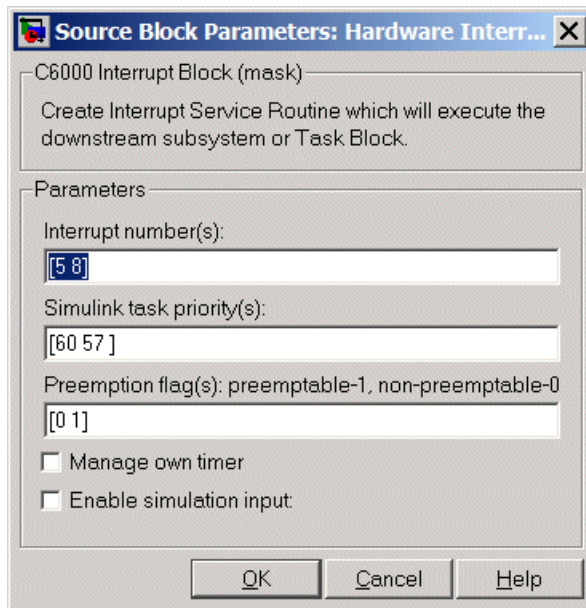 Source Block Parameters: Hardware Interr...
C6000 Interrupt Block (mask)
Create Interrupt Service Routine which will execute the
downstream subsystem or Task Block.
Parameters
Interrupt number(s):
[5 8]
Simulink task priority(s):
[60 57 ]
Preemption flag(s): preemptable-1, non-preemptable-0
[0 1]
Manage own timer
Enable simulation input:
OK Cancel Help